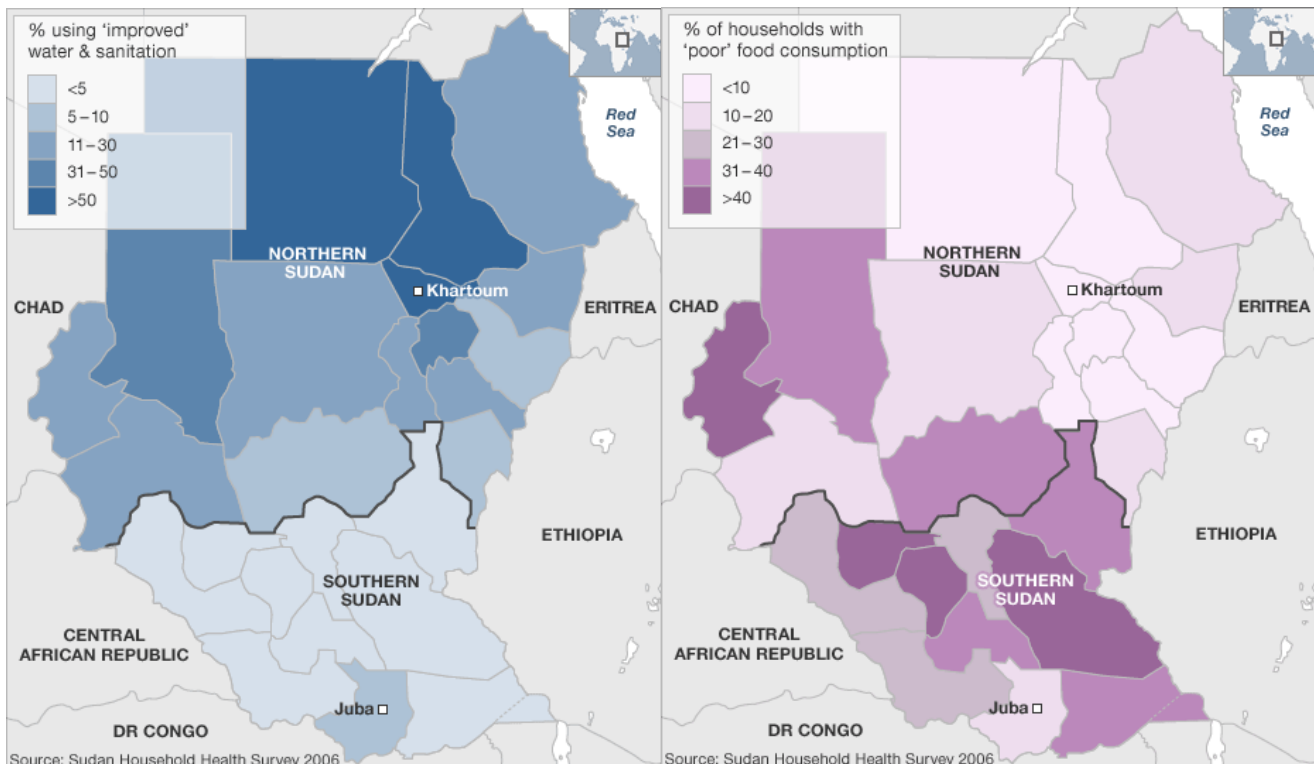 % using ‘improved’
water & sanitation
<5
5–10
11–30
31–50
>50
Red
Sea
NORTHERN
SUDAN
Khartoum
CHAD
ERITREA
ETHIOPIA
SOUTHERN
SUDAN
CENTRAL
AFRICAN REPUBLIC
Juba
DR CONGO
Source: Sudan Household Health Survey 2006
% of households with
‘poor’ food consumption
<10
10–20
21–30
31–40
>40
Red
Sea
NORTHERN
SUDAN
Khartoum
CHAD
ERITREA
ETHIOPIA
SOUTHERN
SUDAN
CENTRAL
AFRICAN REPUBLIC
Juba
DR CONGO
Source: Sudan Household Health Survey 2006